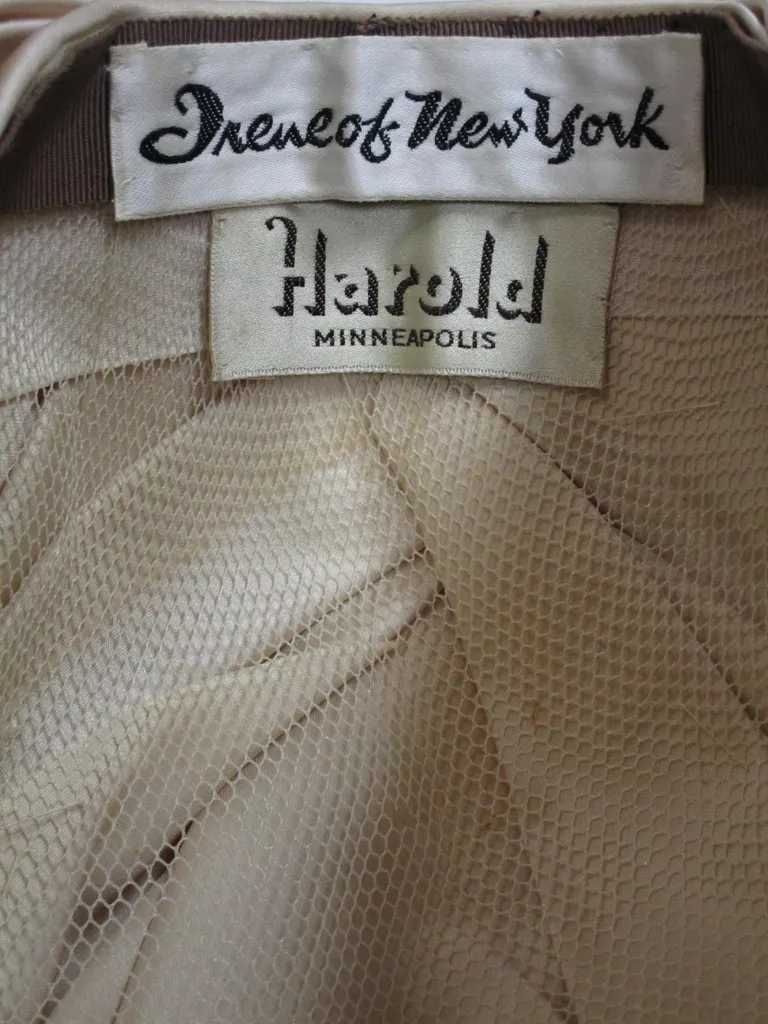 Irene of New York
Harold
MINNEAPOLIS